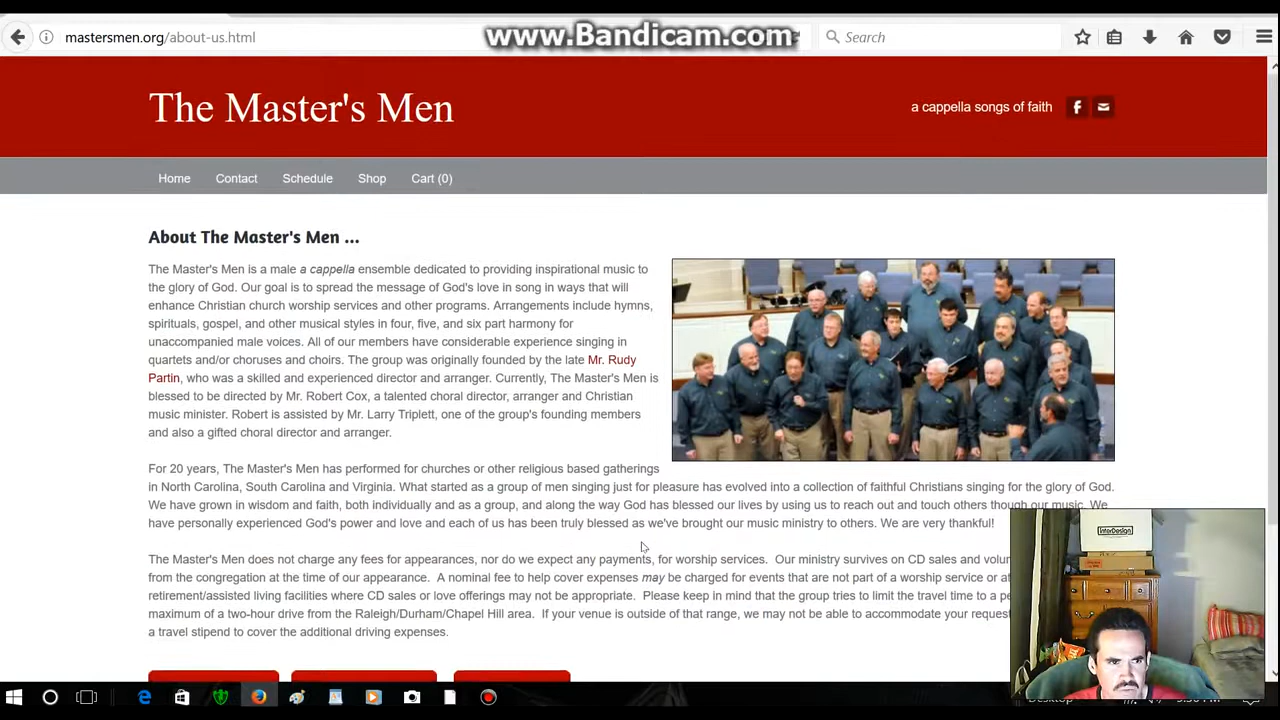 www.Bandicam.com
mastersmen.org/about-us.html
Search
The Master's Men
a cappella songs of faith
Home Contact Schedule Shop Cart (0)
About The Master's Men ...
The Master's Men is a male a cappella ensemble dedicated to providing inspirational music to
the glory of God. Our goal is to spread the message of God's love in song in ways that will
enhance Christian church worship services and other programs. Arrangements include hymns,
spirituals, gospel, and other musical styles in four, five, and six part harmony for
unaccompanied male voices. All of our members have considerable experience singing in
quartets and/or choruses and choirs. The group was originally founded by the late Mr. Rudy
Partin, who was a skilled and experienced director and arranger. Currently, The Master's Men is
blessed to be directed by Mr. Robert Cox, a talented choral director, arranger and Christian
music minister. Robert is assisted by Mr. Larry Triplett, one of the group's founding members
and also a gifted choral director and arranger.
For 20 years, The Master's Men has performed for churches or other religious based gatherings
in North Carolina, South Carolina and Virginia. What started as a group of men singing just for pleasure has evolved into a collection of faithful Christians singing for the glory of God.
We have grown in wisdom and faith, both individually and as a group, and along the way God has blessed our lives by using us to reach out and touch others though our music. We
have personally experienced God's power and love and each of us has been truly blessed as we've brought our music ministry to others. We are very thankful!
The Master's Men does not charge any fees for appearances, nor do we expect any payments, for worship services. Our ministry survives on CD sales and
from the congregation at the time of our appearance. A nominal fee to help cover expenses may be charged for events that are not part of a worship service or at
retirement/assisted living facilities where CD sales or love offerings may not be appropriate. Please keep in mind that the group tries to limit the travel time to a
maximum of a two-hour drive from the Raleigh/Durham/Chapel Hill area. If your venue is outside of that range, we may not be able to accommodate your
a travel stipend to cover the additional driving expenses.
InterDesign
Desktop